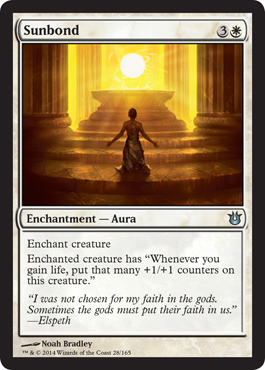 Sunbond 3
Enchantment — Aura
Enchant creature
Enchanted creature has “Whenever you
gain life, put that many +1/+1 counters on
this creature.”
“I was not chosen for my faith in the gods.
Sometimes the gods must put their faith in us.”
—Elspeth
Noah Bradley
™ & © 2014 Wizards of the Coast 28/165